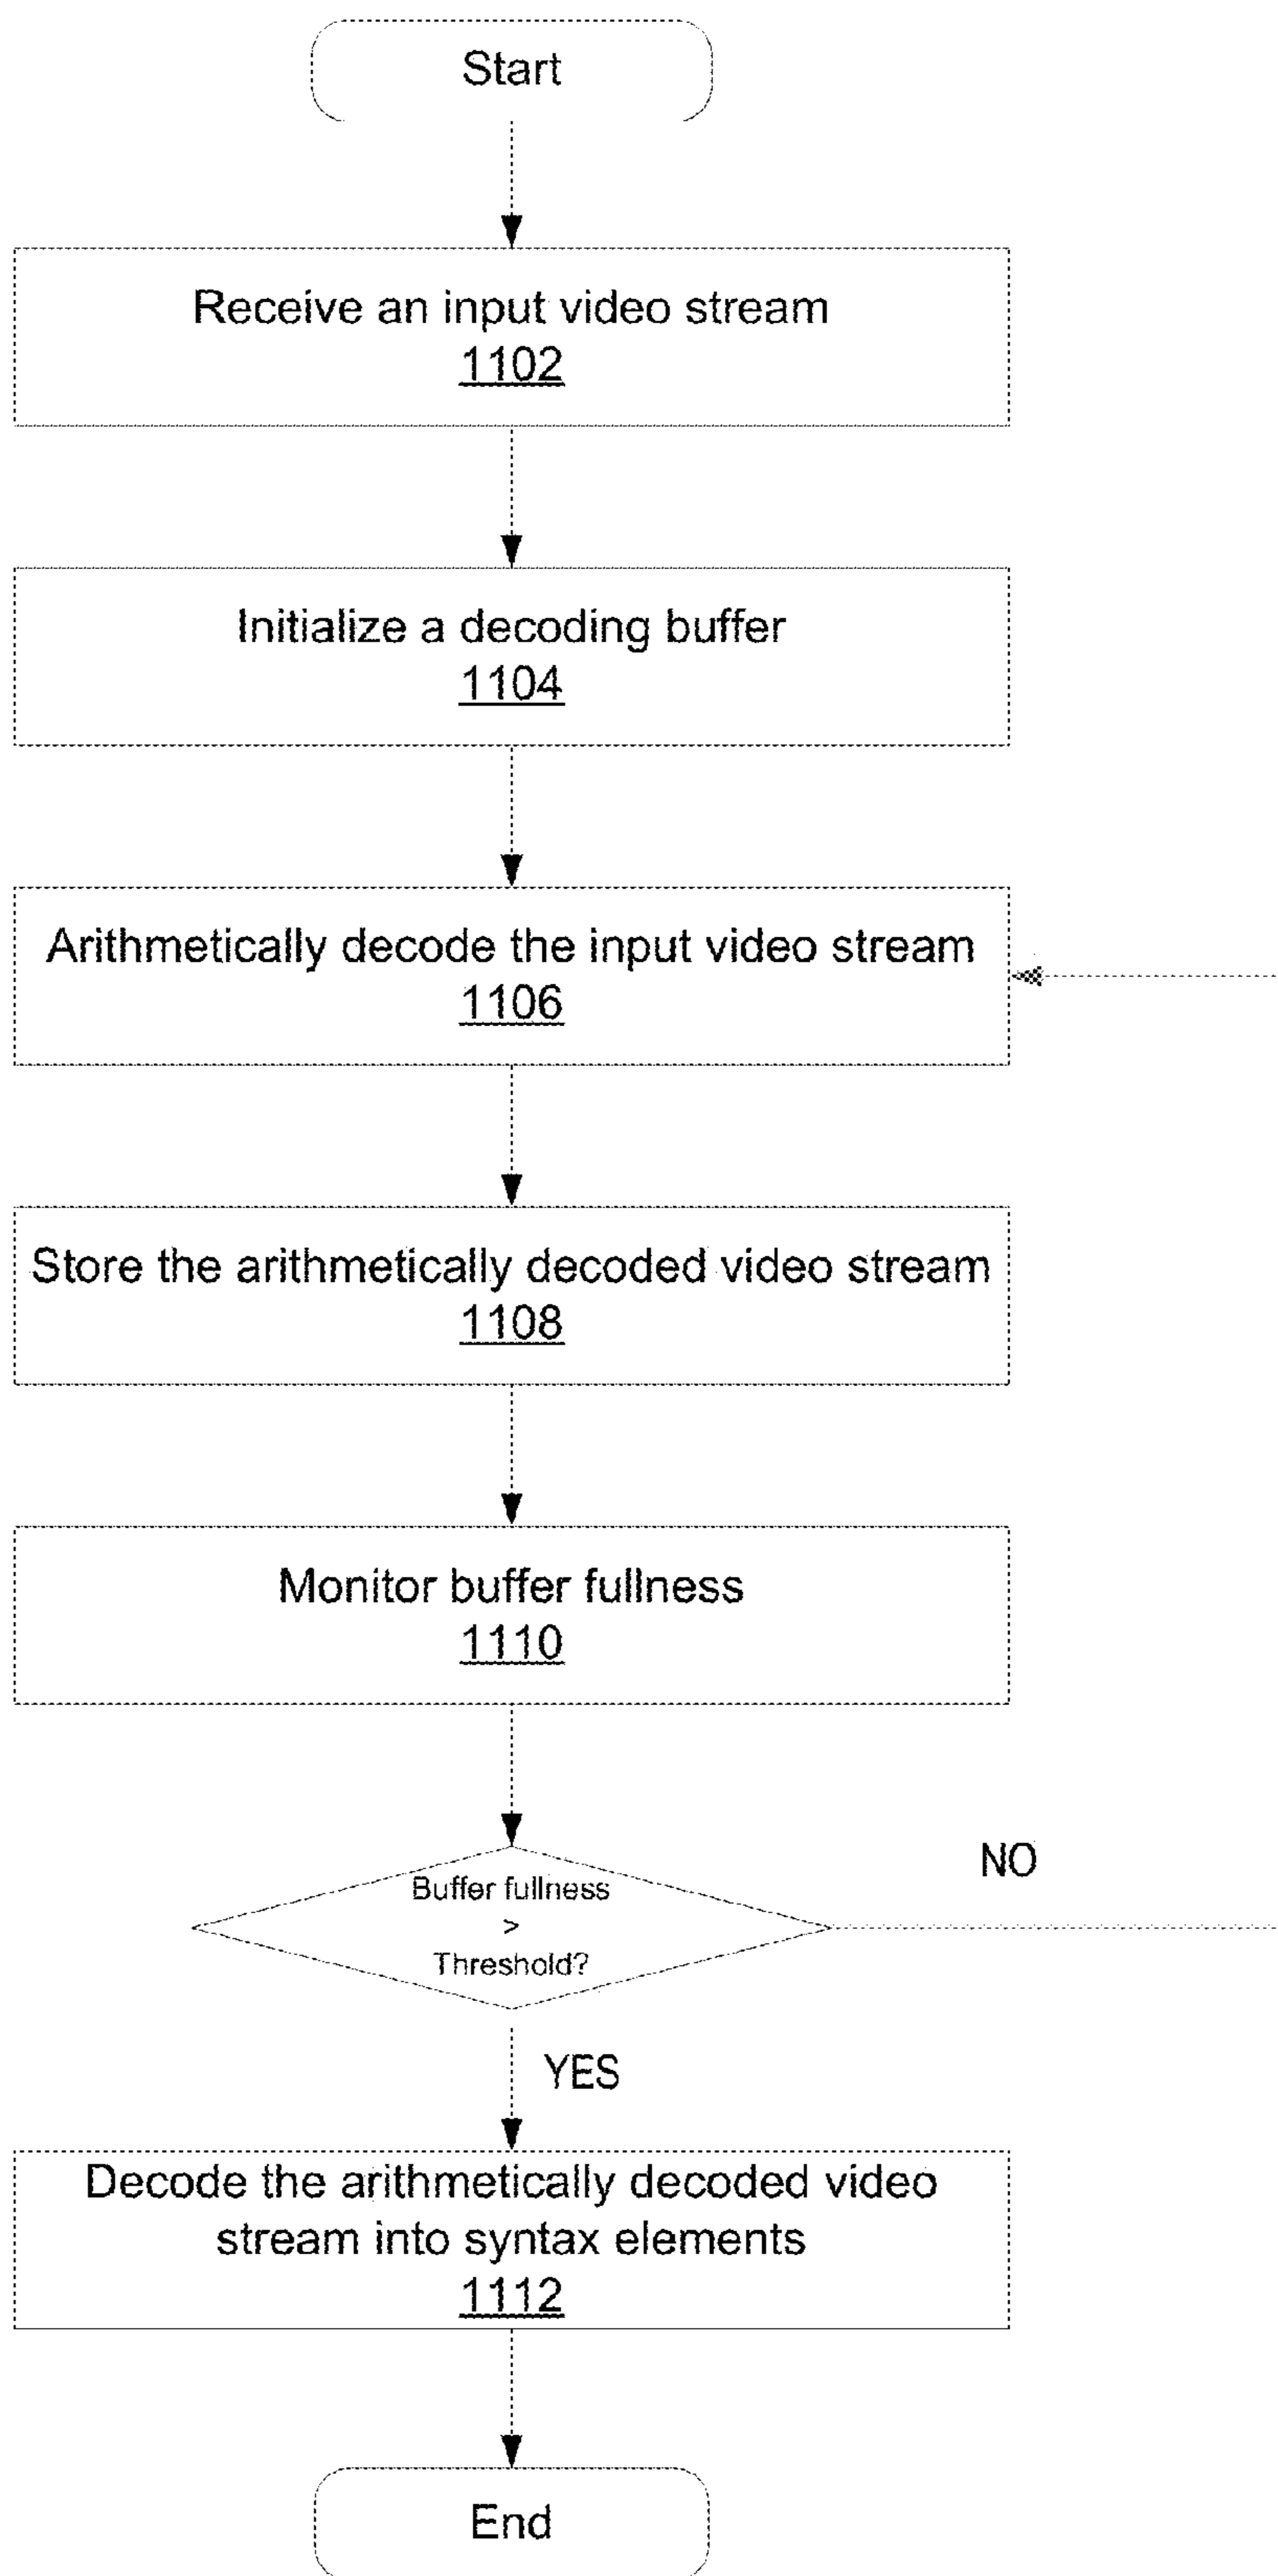 Start
Receive an input video stream
1102
Initialize a decoding buffer
1104
Arithmetically decode the input video stream
1106
Store the arithmetically decoded video stream
1108
Monitor buffer fullness
1110
Buffer fullness
>
Threshold?
NO
YES
Decode the arithmetically decoded video
stream into syntax elements
1112
End